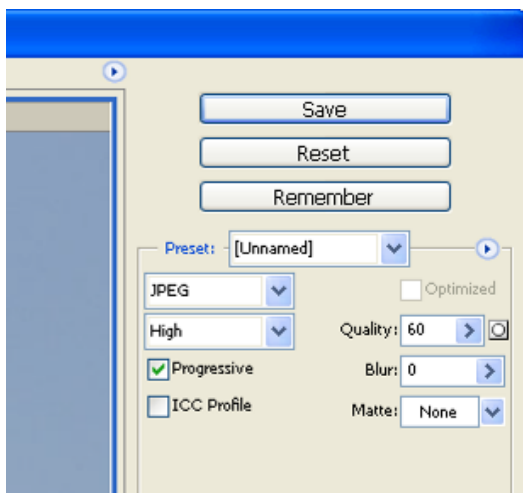 Save
Reset
Remember
Preset: [Unnamed]
JPEG
Optimized
High
Quality: 60
Progressive
Blur: 0
ICC Profile
Matte: None